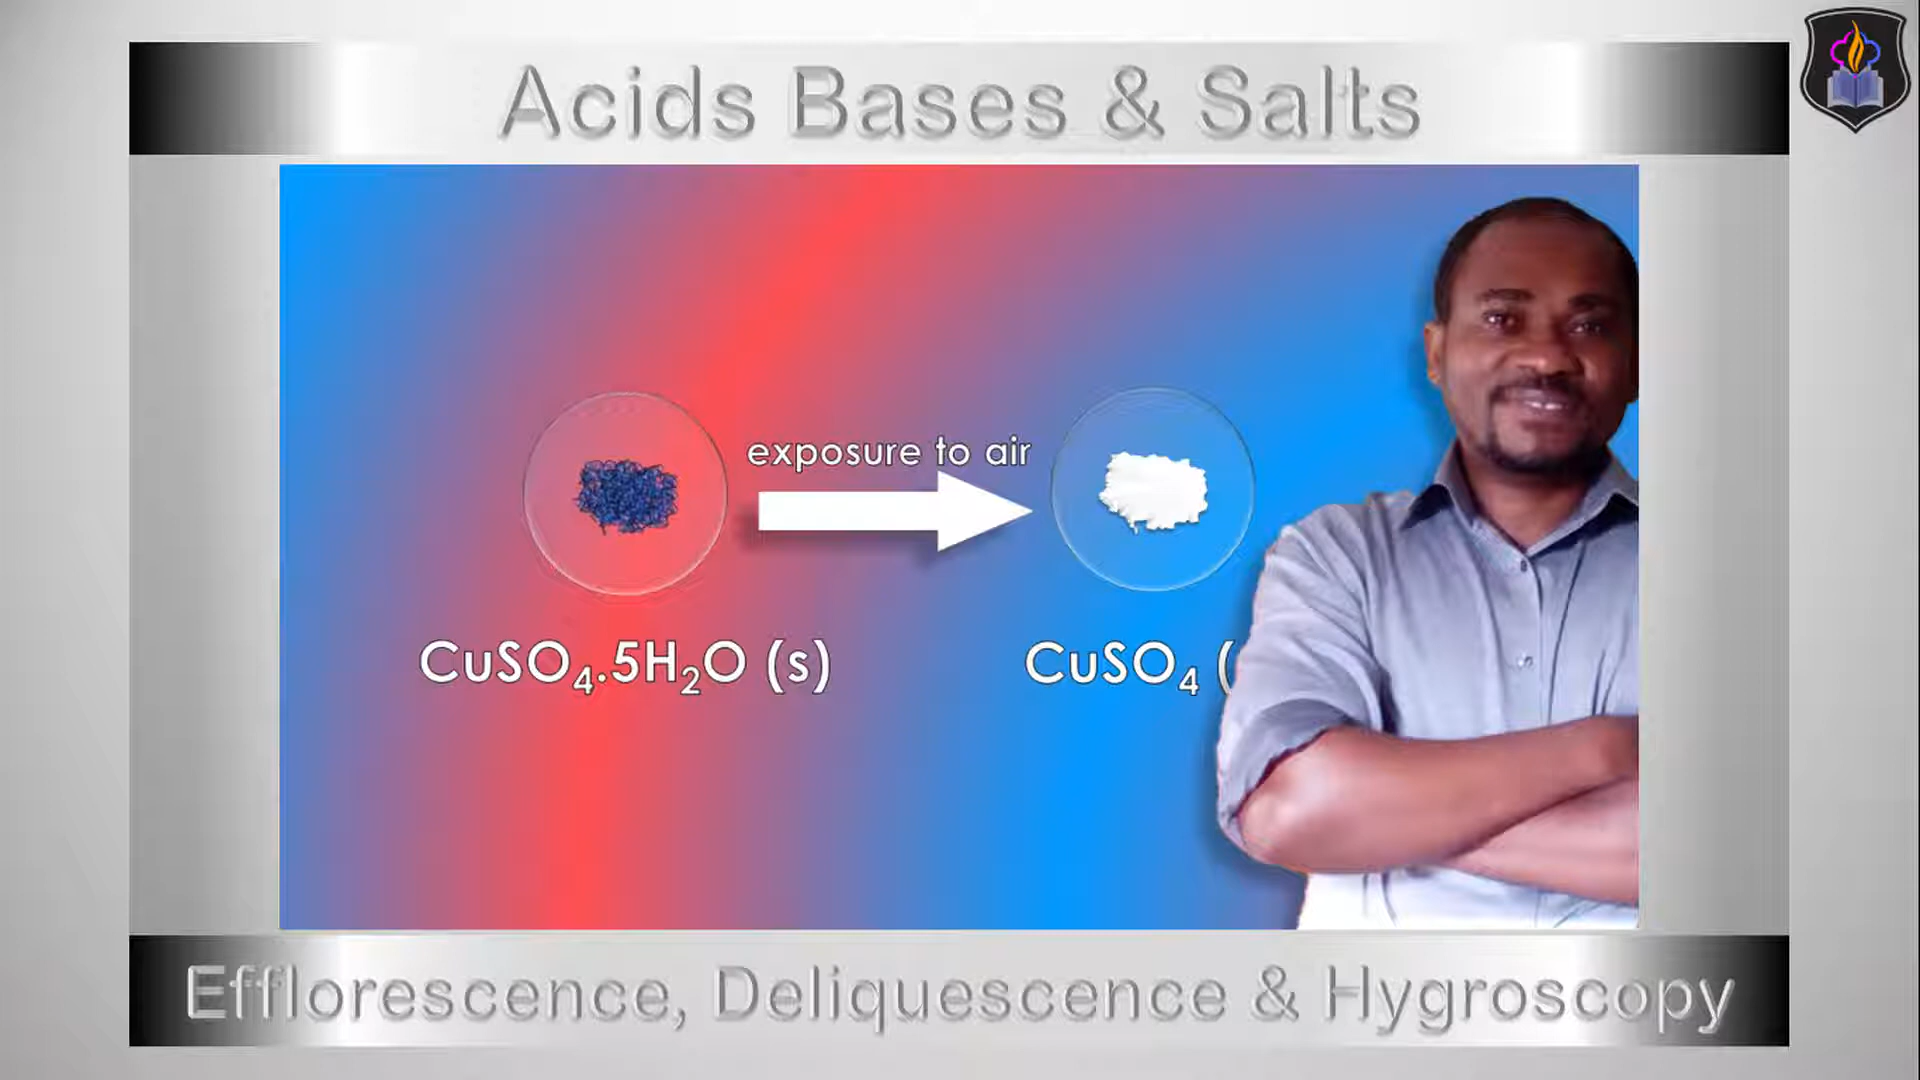 Acids Bases & Salts
exposure to air
CuSO₄.5H₂O (s)
CuSO₄ (
Efflorescence, Deliquescence & Hygroscopy